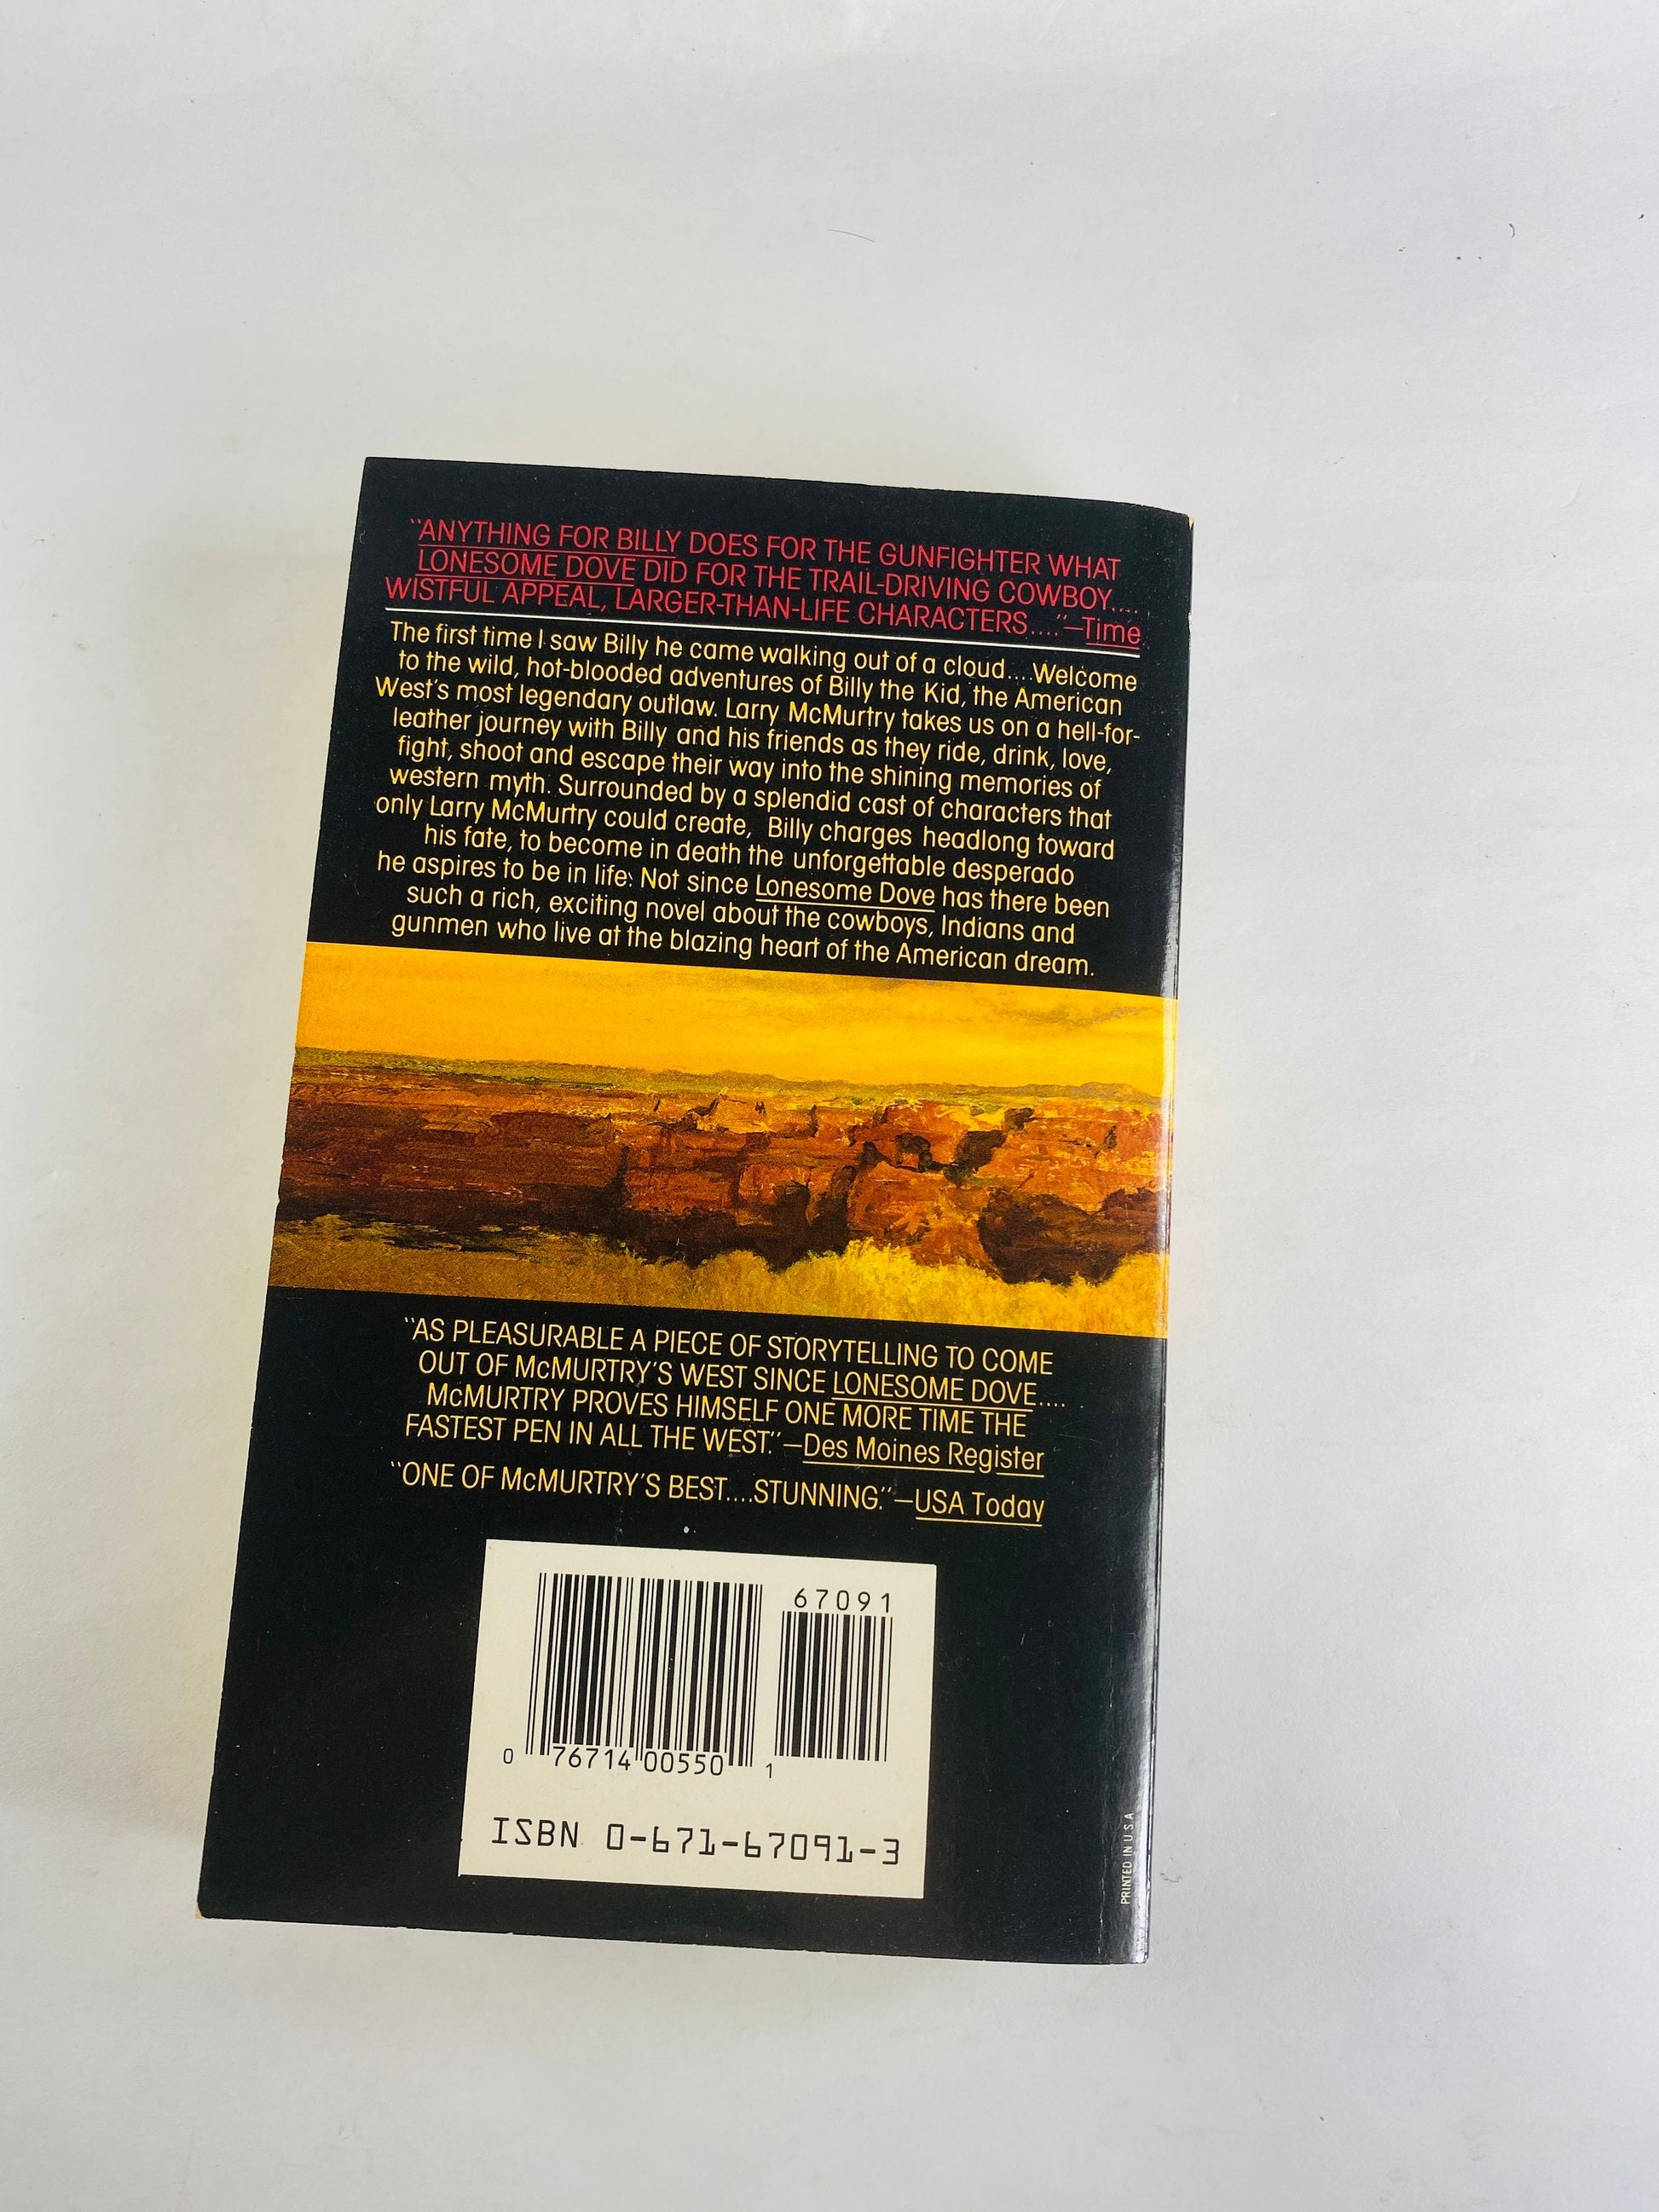 "ANYTHING FOR BILLY DOES FOR THE GUNFIGHTER WHAT
LONESOME DOVE DID FOR THE TRAIL-DRIVING COWBOY....
WISTFUL APPEAL, LARGER-THAN-LIFE CHARACTERS...."—Time
The first time I saw Billy he came walking out of a cloud....Welcome
to the wild, hot-blooded adventures of Billy the Kid, the American
West's most legendary outlaw. Larry McMurtry takes us on a hell-for-
leather journey with Billy and his friends as they ride, drink, love,
fight, shoot and escape their way into the shining memories of
western myth. Surrounded by a splendid cast of characters that
only Larry McMurtry could create, Billy charges headlong toward
his fate, to become in death the unforgettable desperado
he aspires to be in life. Not since Lonesome Dove has there been
such a rich, exciting novel about the cowboys, Indians and
gunmen who live at the blazing heart of the American dream.
"AS PLEASURABLE A PIECE OF STORYTELLING TO COME
OUT OF McMURTRY'S WEST SINCE LONESOME DOVE....
McMURTRY PROVES HIMSELF ONE MORE TIME THE
FASTEST PEN IN ALL THE WEST."—Des Moines Register
"ONE OF McMURTRY'S BEST....STUNNING."—USA Today
67091
0 76714 00550 1
ISBN 0-671-67091-3
PRINTED IN U.S.A.